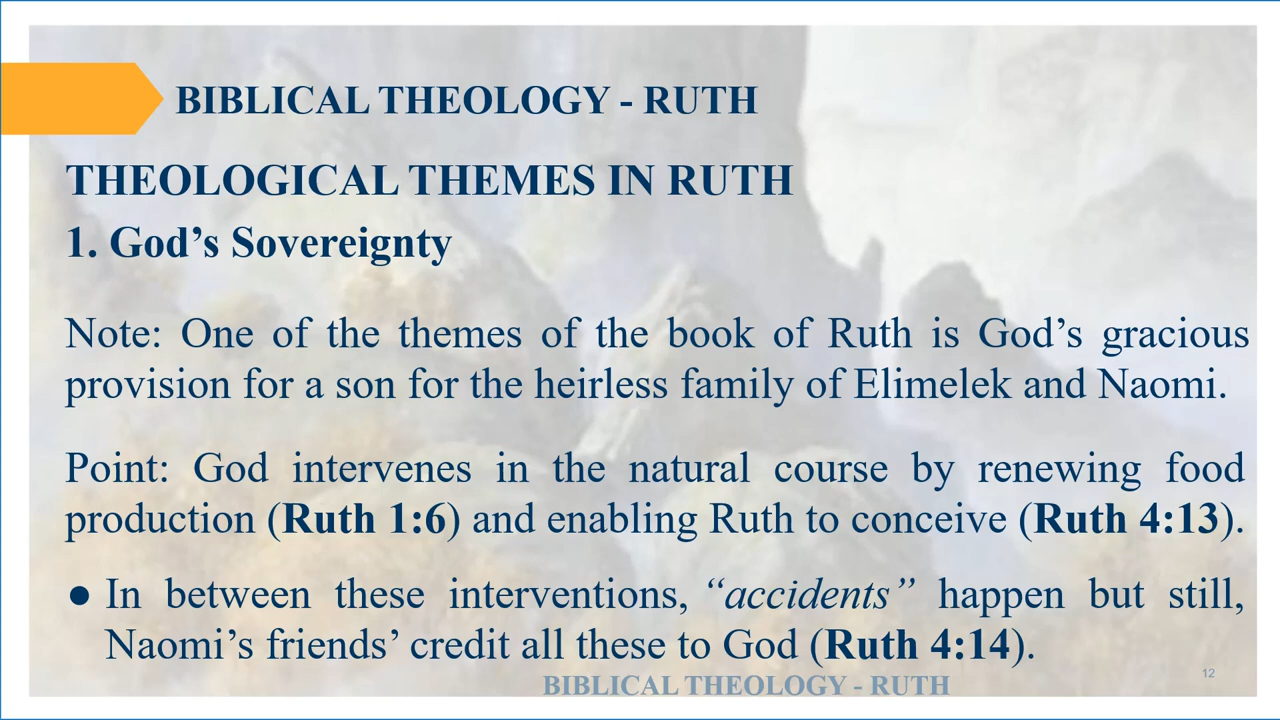 BIBLICAL THEOLOGY - RUTH
THEOLOGICAL THEMES IN RUTH
1. God’s Sovereignty
Note: One of the themes of the book of Ruth is God’s gracious
provision for a son for the heirless family of Elimelek and Naomi.
Point: God intervenes in the natural course by renewing food
production (Ruth 1:6) and enabling Ruth to conceive (Ruth 4:13).
● In between these interventions, “accidents” happen but still,
Naomi’s friends’ credit all these to God (Ruth 4:14).
BIBLICAL THEOLOGY - RUTH
12